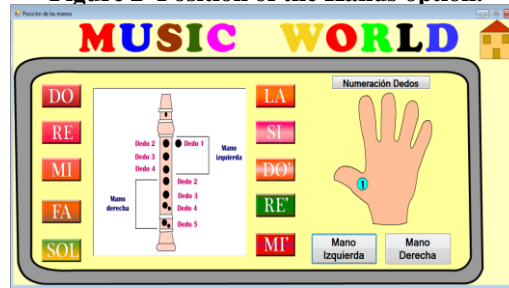 Figure 2- Position of the Hands option.
Posición de las manos
MUSIC WORLD
DO
RE
MI
FA
SOL
Dedo 2
Dedo 1
Dedo 3
Dedo 4
Mano
izquierda
Dedo 2
Dedo 3
Dedo 4
Dedo 5
Mano
derecha
LA
SI
DO'
RE'
MI'
Numeración Dedos
1
Mano
Izquierda
Mano
Derecha